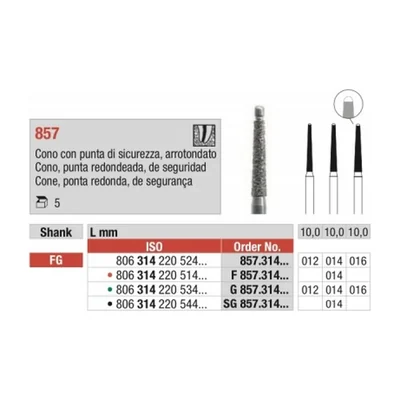 857
Cono con punta di sicurezza, arrotondato
Cono, punta redondeada, de seguridad
Cone, ponta redonda, de segurança
5
Shank L mm 10,0 10,0 10,0
ISO Order No.
FG 806 314 220 524... 857.314... 012 014 016
806 314 220 514... F 857.314... 014
806 314 220 534... G 857.314... 012 014 016
806 314 220 544... SG 857.314... 014